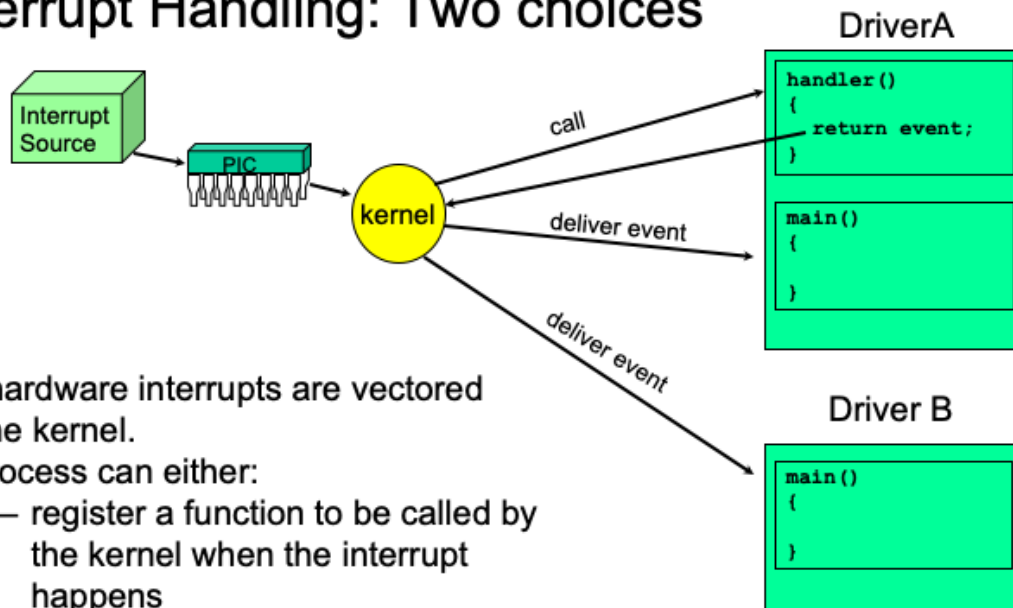 errupt Handling: Two choices
DriverA
Interrupt
Source
PIC
kernel
call
deliver event
deliver event
handler()
{
return event;
}
main()
{
}
Driver B
main()
{
}
hardware interrupts are vectored
he kernel.
ocess can either:
– register a function to be called by
the kernel when the interrupt
happens